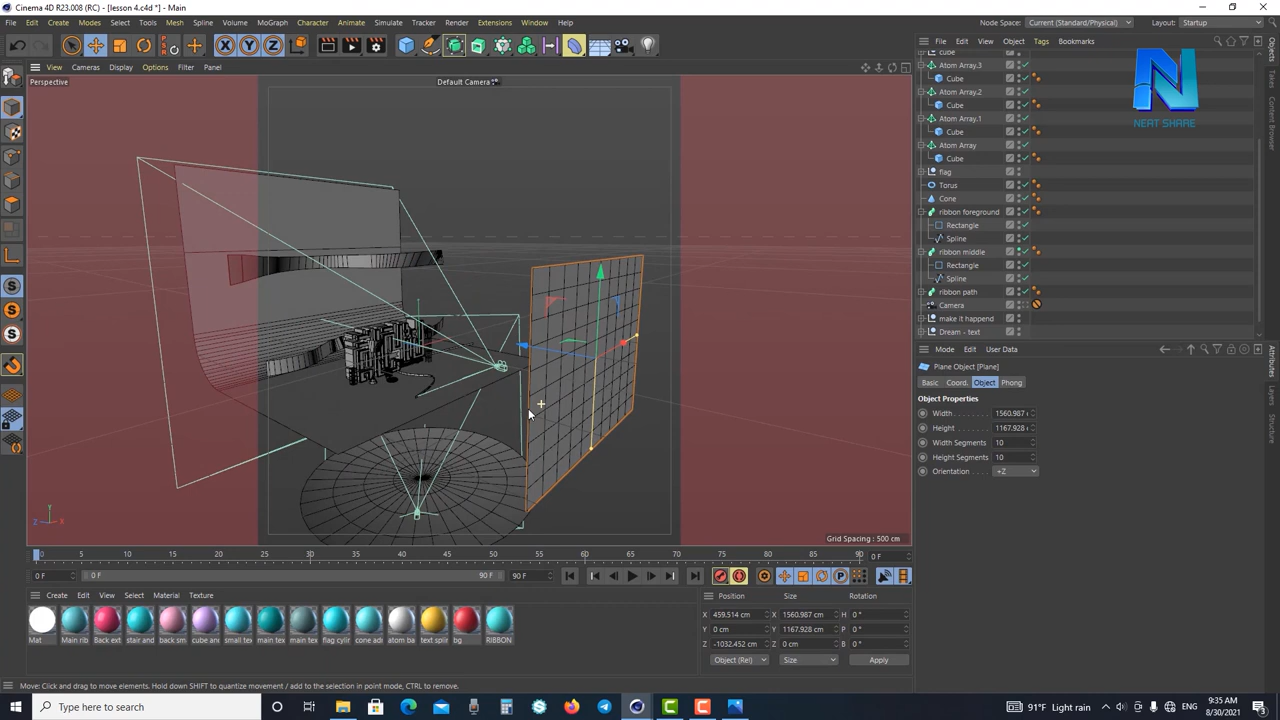 Cinema 4D R23.008 (RC) - [lesson 4.c4d *] - Main
File Edit Create Modes Select Tools Mesh Spline Volume MoGraph Character Animate Simulate Tracker Render Extensions Window Help
Node Space: Current (Standard/Physical) Layout: Startup
View Cameras Display Options Filter Panel
File Edit View Object Tags Bookmarks
Perspective
Default Camera
cube
Atom Array.3
Cube
Atom Array.2
Cube
Atom Array.1
Cube
Atom Array
Cube
flag
Torus
Cone
ribbon foreground
Rectangle
Spline
ribbon middle
Rectangle
Spline
ribbon path
Camera
make it happend
Dream - text
NEAT SHARE
Objects
Takes
Content Browser
Mode Edit User Data
Plane Object [Plane]
Basic Coord. Object Phong
Object Properties
Width 1560.987
Height 1167.928 c
Width Segments 10
Height Segments 10
Orientation +Z
Attributes
Layers
Structure
Y
Z X
Grid Spacing : 500 cm
0 5 10 15 20 25 30 35 40 45 50 55 60 65 70 75 80 85 90 0 F
0 F 0 F 90 F 90 F
Create Edit View Select Material Texture
Mat Main rib Back ext stair and back sm cube an small tex main tex main tex flag cylir cone ad atom ba text splin bg RIBBON
Position Size Rotation
X 459.514 cm X 1560.987 cm H 0 °
Y 0 cm Y 1167.928 cm P 0 °
Z -1032.452 cm Z 0 cm B 0 °
Object (Rel) Size Apply
Move: Click and drag to move elements. Hold down SHIFT to quantize movement / add to the selection in point mode, CTRL to remove.
Type here to search
91°F Light rain
9:35 AM
8/30/2021